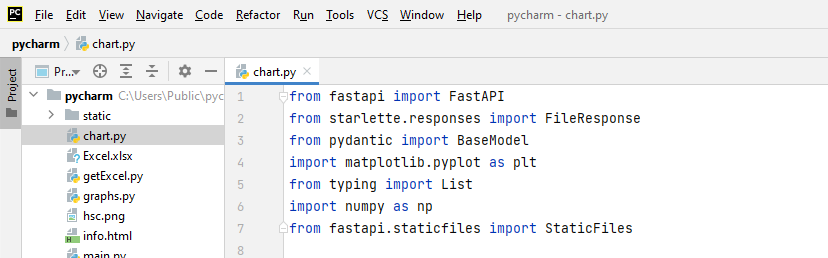 PC File Edit View Navigate Code Refactor Run Tools VCS Window Help pycharm - chart.py
pycharm chart.py
Project
Pr... chart.py
pycharm C:\Users\Public\pyc
static
chart.py
Excel.xlsx
getExcel.py
graphs.py
hsc.png
info.html
main.py
1 from fastapi import FastAPI
2 from starlette.responses import FileResponse
3 from pydantic import BaseModel
4 import matplotlib.pyplot as plt
5 from typing import List
6 import numpy as np
7 from fastapi.staticfiles import StaticFiles
8